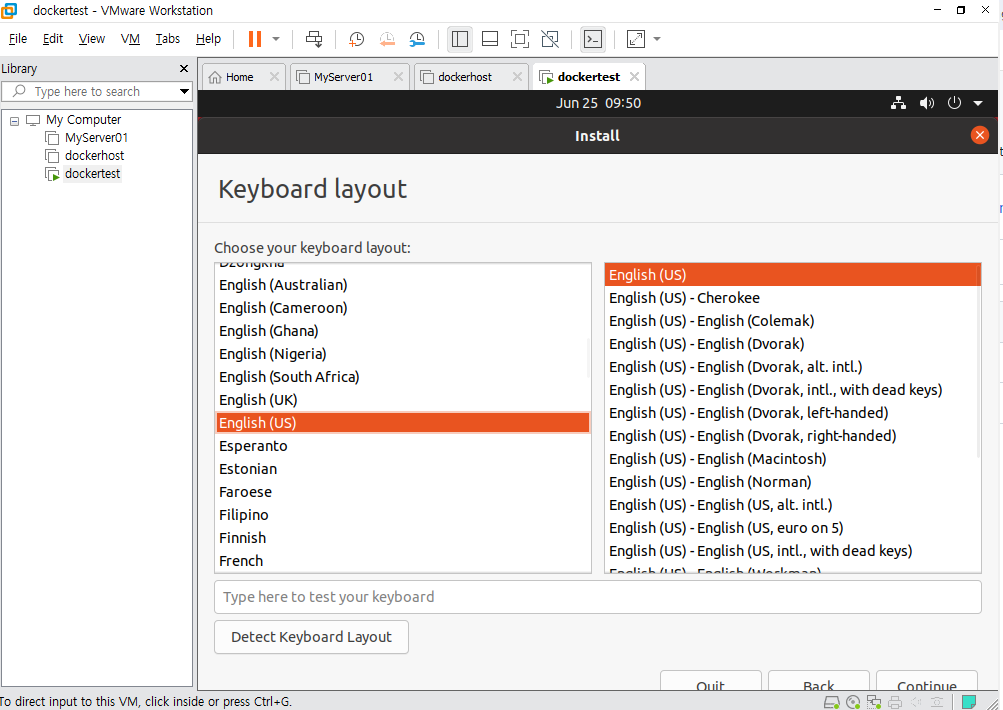 dockertest - VMware Workstation
File Edit View VM Tabs Help
Library
Type here to search
My Computer
MyServer01
dockerhost
dockertest
Home MyServer01 dockerhost dockertest
Jun 25 09:50
Install
Keyboard layout
Choose your keyboard layout:
Dzongkha
English (Australian)
English (Cameroon)
English (Ghana)
English (Nigeria)
English (South Africa)
English (UK)
English (US)
Esperanto
Estonian
Faroese
Filipino
Finnish
French
English (US)
English (US) - Cherokee
English (US) - English (Colemak)
English (US) - English (Dvorak)
English (US) - English (Dvorak, alt. intl.)
English (US) - English (Dvorak, intl., with dead keys)
English (US) - English (Dvorak, left-handed)
English (US) - English (Dvorak, right-handed)
English (US) - English (Macintosh)
English (US) - English (Norman)
English (US) - English (US, alt. intl.)
English (US) - English (US, euro on 5)
English (US) - English (US, intl., with dead keys)
English (US) - English (Workman)
Type here to test your keyboard
Detect Keyboard Layout
Quit Back Continue
To direct input to this VM, click inside or press Ctrl+G.